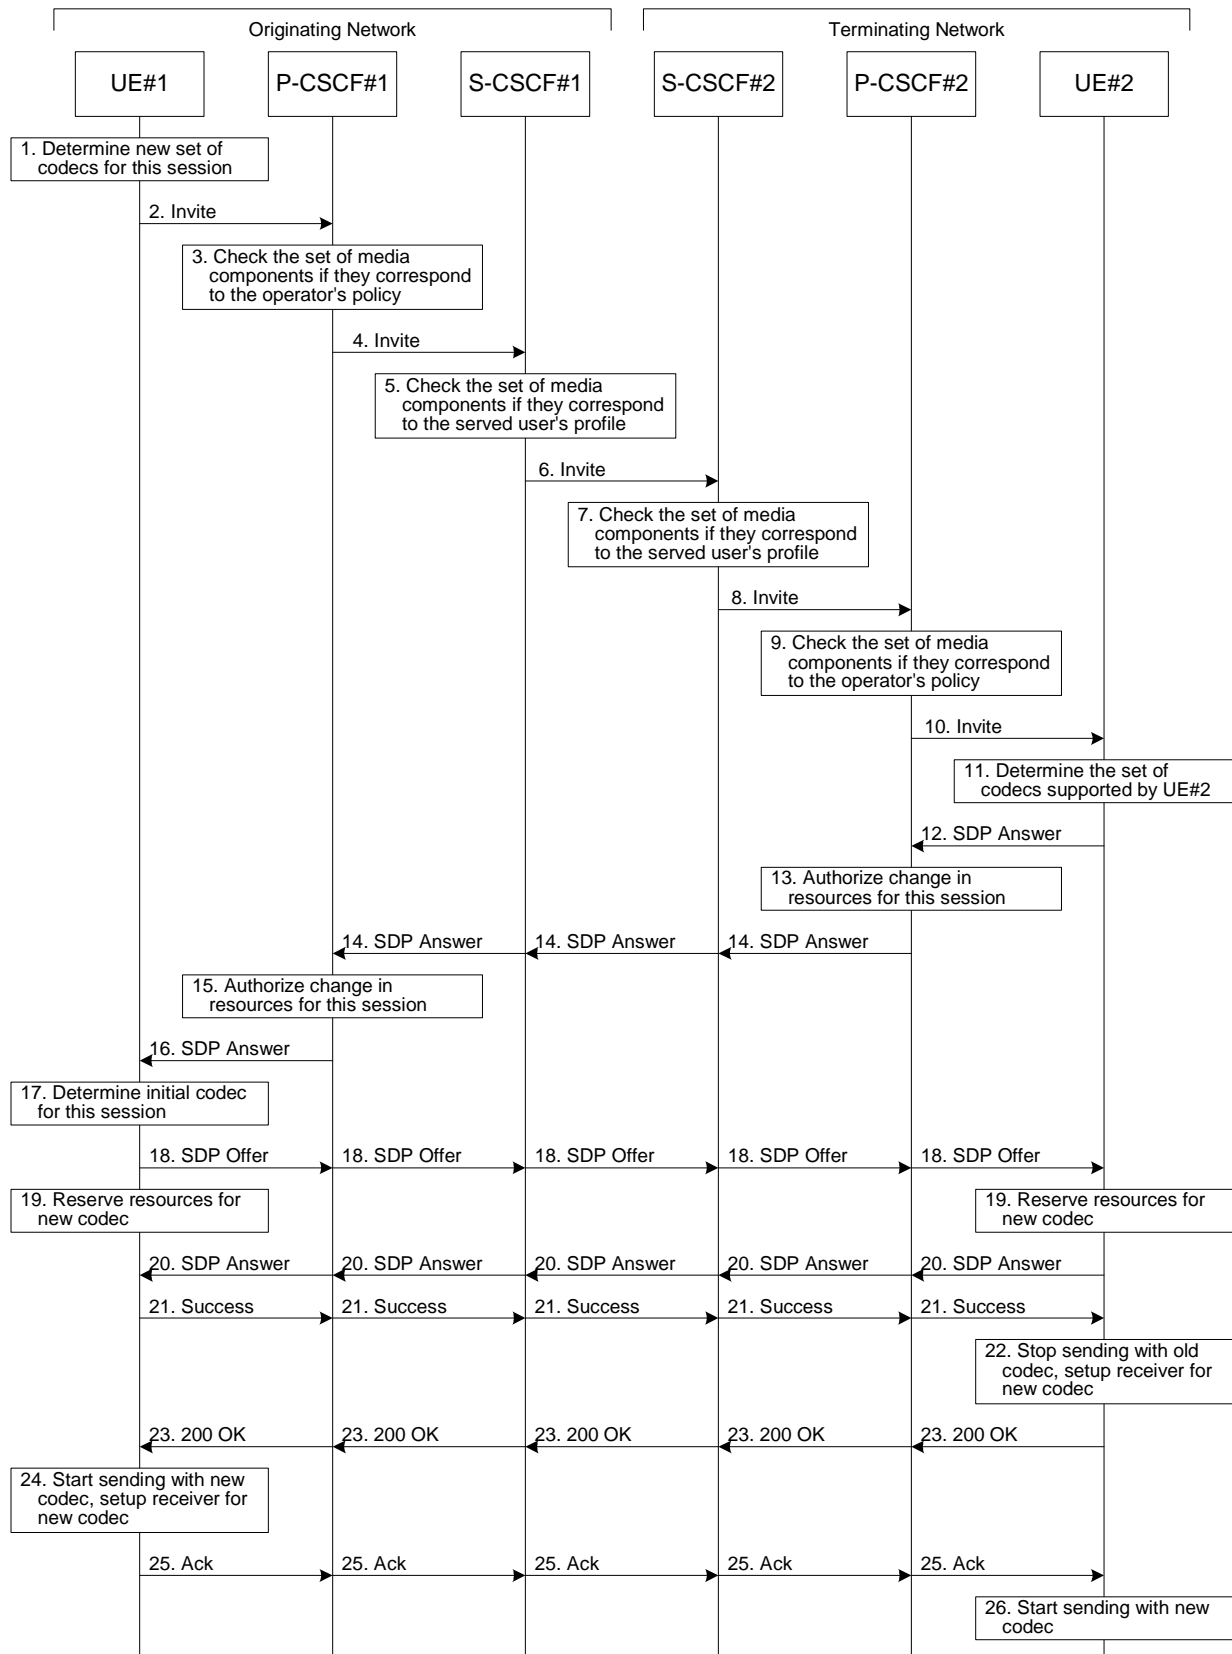 Originating Network
Terminating Network
UE#1
P-CSCF#1
S-CSCF#1
S-CSCF#2
P-CSCF#2
UE#2
1. Determine new set of
codecs for this session
2. Invite
3. Check the set of media
components if they correspond
to the operator's policy
4. Invite
5. Check the set of media
components if they correspond
to the served user's profile
6. Invite
7. Check the set of media
components if they correspond
to the served user's profile
8. Invite
9. Check the set of media
components if they correspond
to the operator's policy
10. Invite
11. Determine the set of
codecs supported by UE#2
12. SDP Answer
13. Authorize change in
resources for this session
14. SDP Answer
14. SDP Answer
14. SDP Answer
15. Authorize change in
resources for this session
16. SDP Answer
17. Determine initial codec
for this session
18. SDP Offer
18. SDP Offer
18. SDP Offer
18. SDP Offer
18. SDP Offer
19. Reserve resources for
new codec
19. Reserve resources for
new codec
20. SDP Answer
20. SDP Answer
20. SDP Answer
20. SDP Answer
20. SDP Answer
21. Success
21. Success
21. Success
21. Success
21. Success
22. Stop sending with old
codec, setup receiver for
new codec
23. 200 OK
23. 200 OK
23. 200 OK
23. 200 OK
23. 200 OK
24. Start sending with new
codec, setup receiver for
new codec
25. Ack
25. Ack
25. Ack
25. Ack
25. Ack
26. Start sending with new
codec